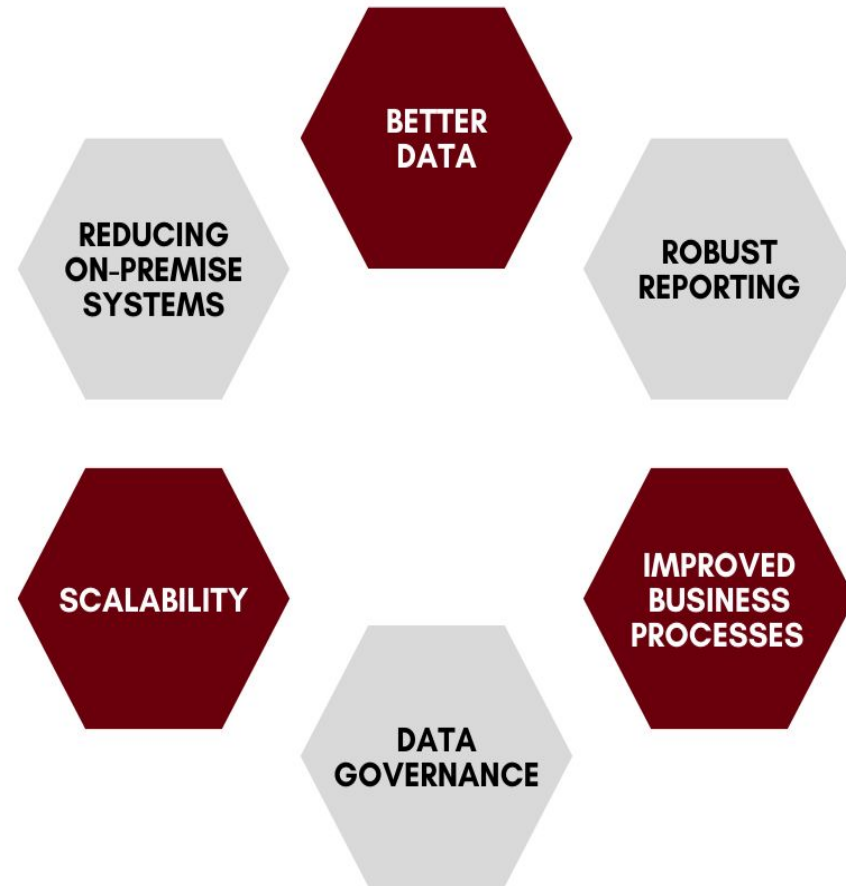 BETTER
DATA
REDUCING
ON-PREMISE
SYSTEMS
ROBUST
REPORTING
SCALABILITY
IMPROVED
BUSINESS
PROCESSES
DATA
GOVERNANCE